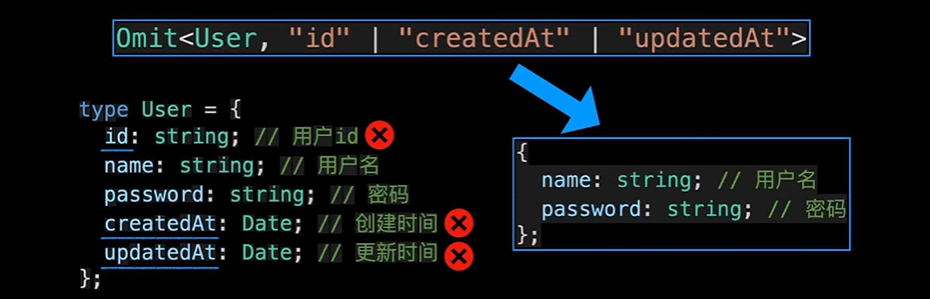 Omit<User, "id" | "createdAt" | "updatedAt">
type User = {
id: string; // 用户id
name: string; // 用户名
password: string; // 密码
createdAt: Date; // 创建时间
updatedAt: Date; // 更新时间
};
{
name: string; // 用户名
password: string; // 密码
};